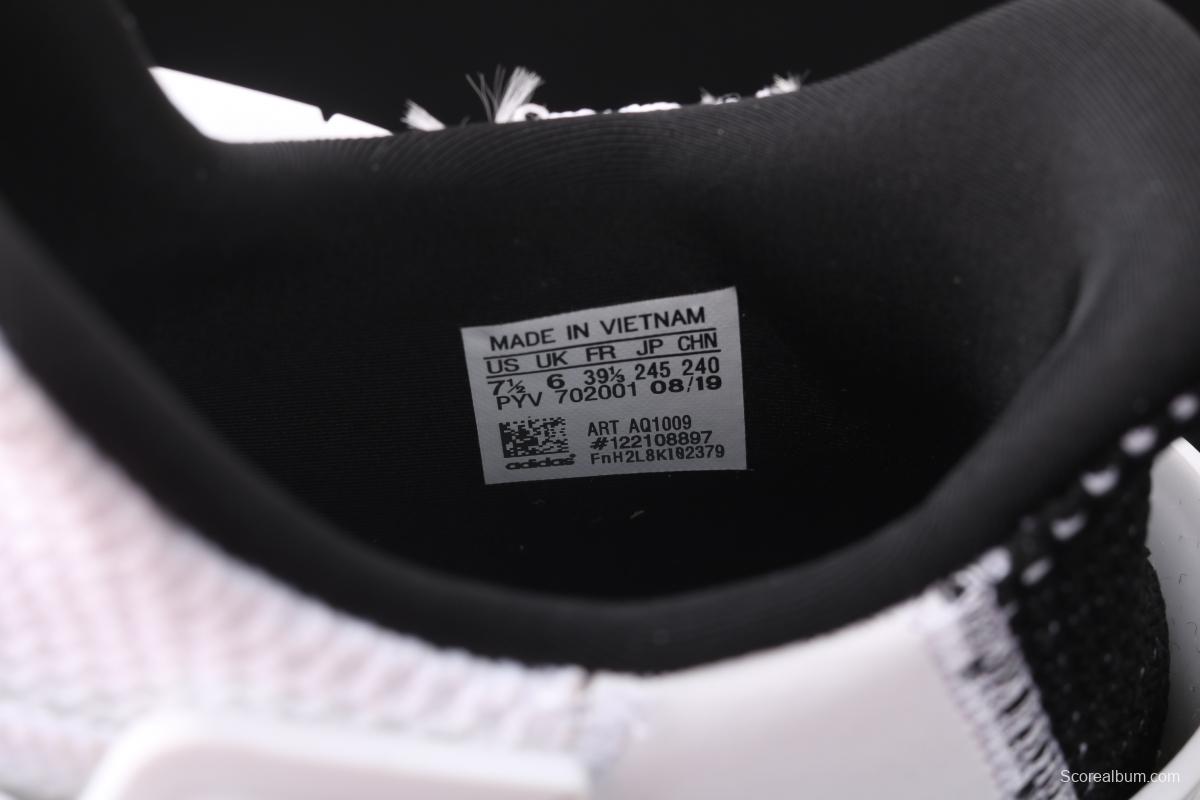 MADE IN VIETNAM
US UK FR JP CHN
7½ 6 39⅓ 245 240
PYV 702001 08/19
ART AQ1009
#122108897
FnH2L8KI02379
adidas
Scorealbum.com